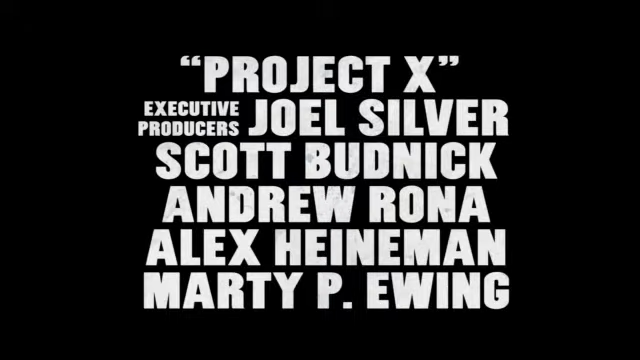 “PROJECT X”
EXECUTIVE PRODUCERS JOEL SILVER
SCOTT BUDNICK
ANDREW RONA
ALEX HEINEMAN
MARTY P. EWING